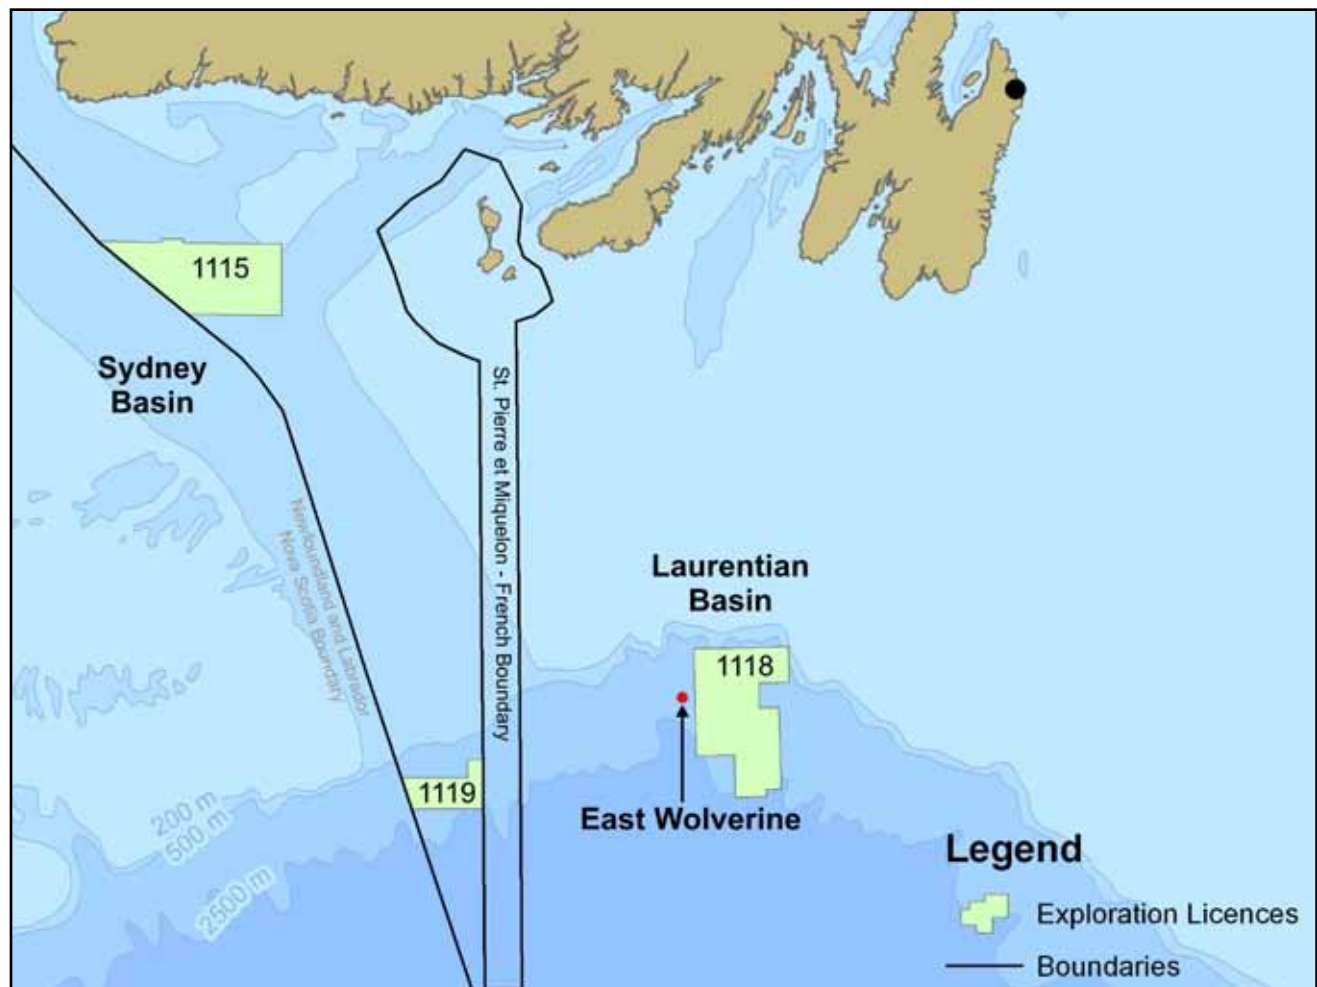 1115
Sydney
Basin
St. Pierre et Miquelon - French Boundary
Newfoundland and Labrador
Nova Scotia Boundary
Laurentian
Basin
1118
1119
East Wolverine
200 m
500 m
2500 m
Legend
Exploration Licences
Boundaries